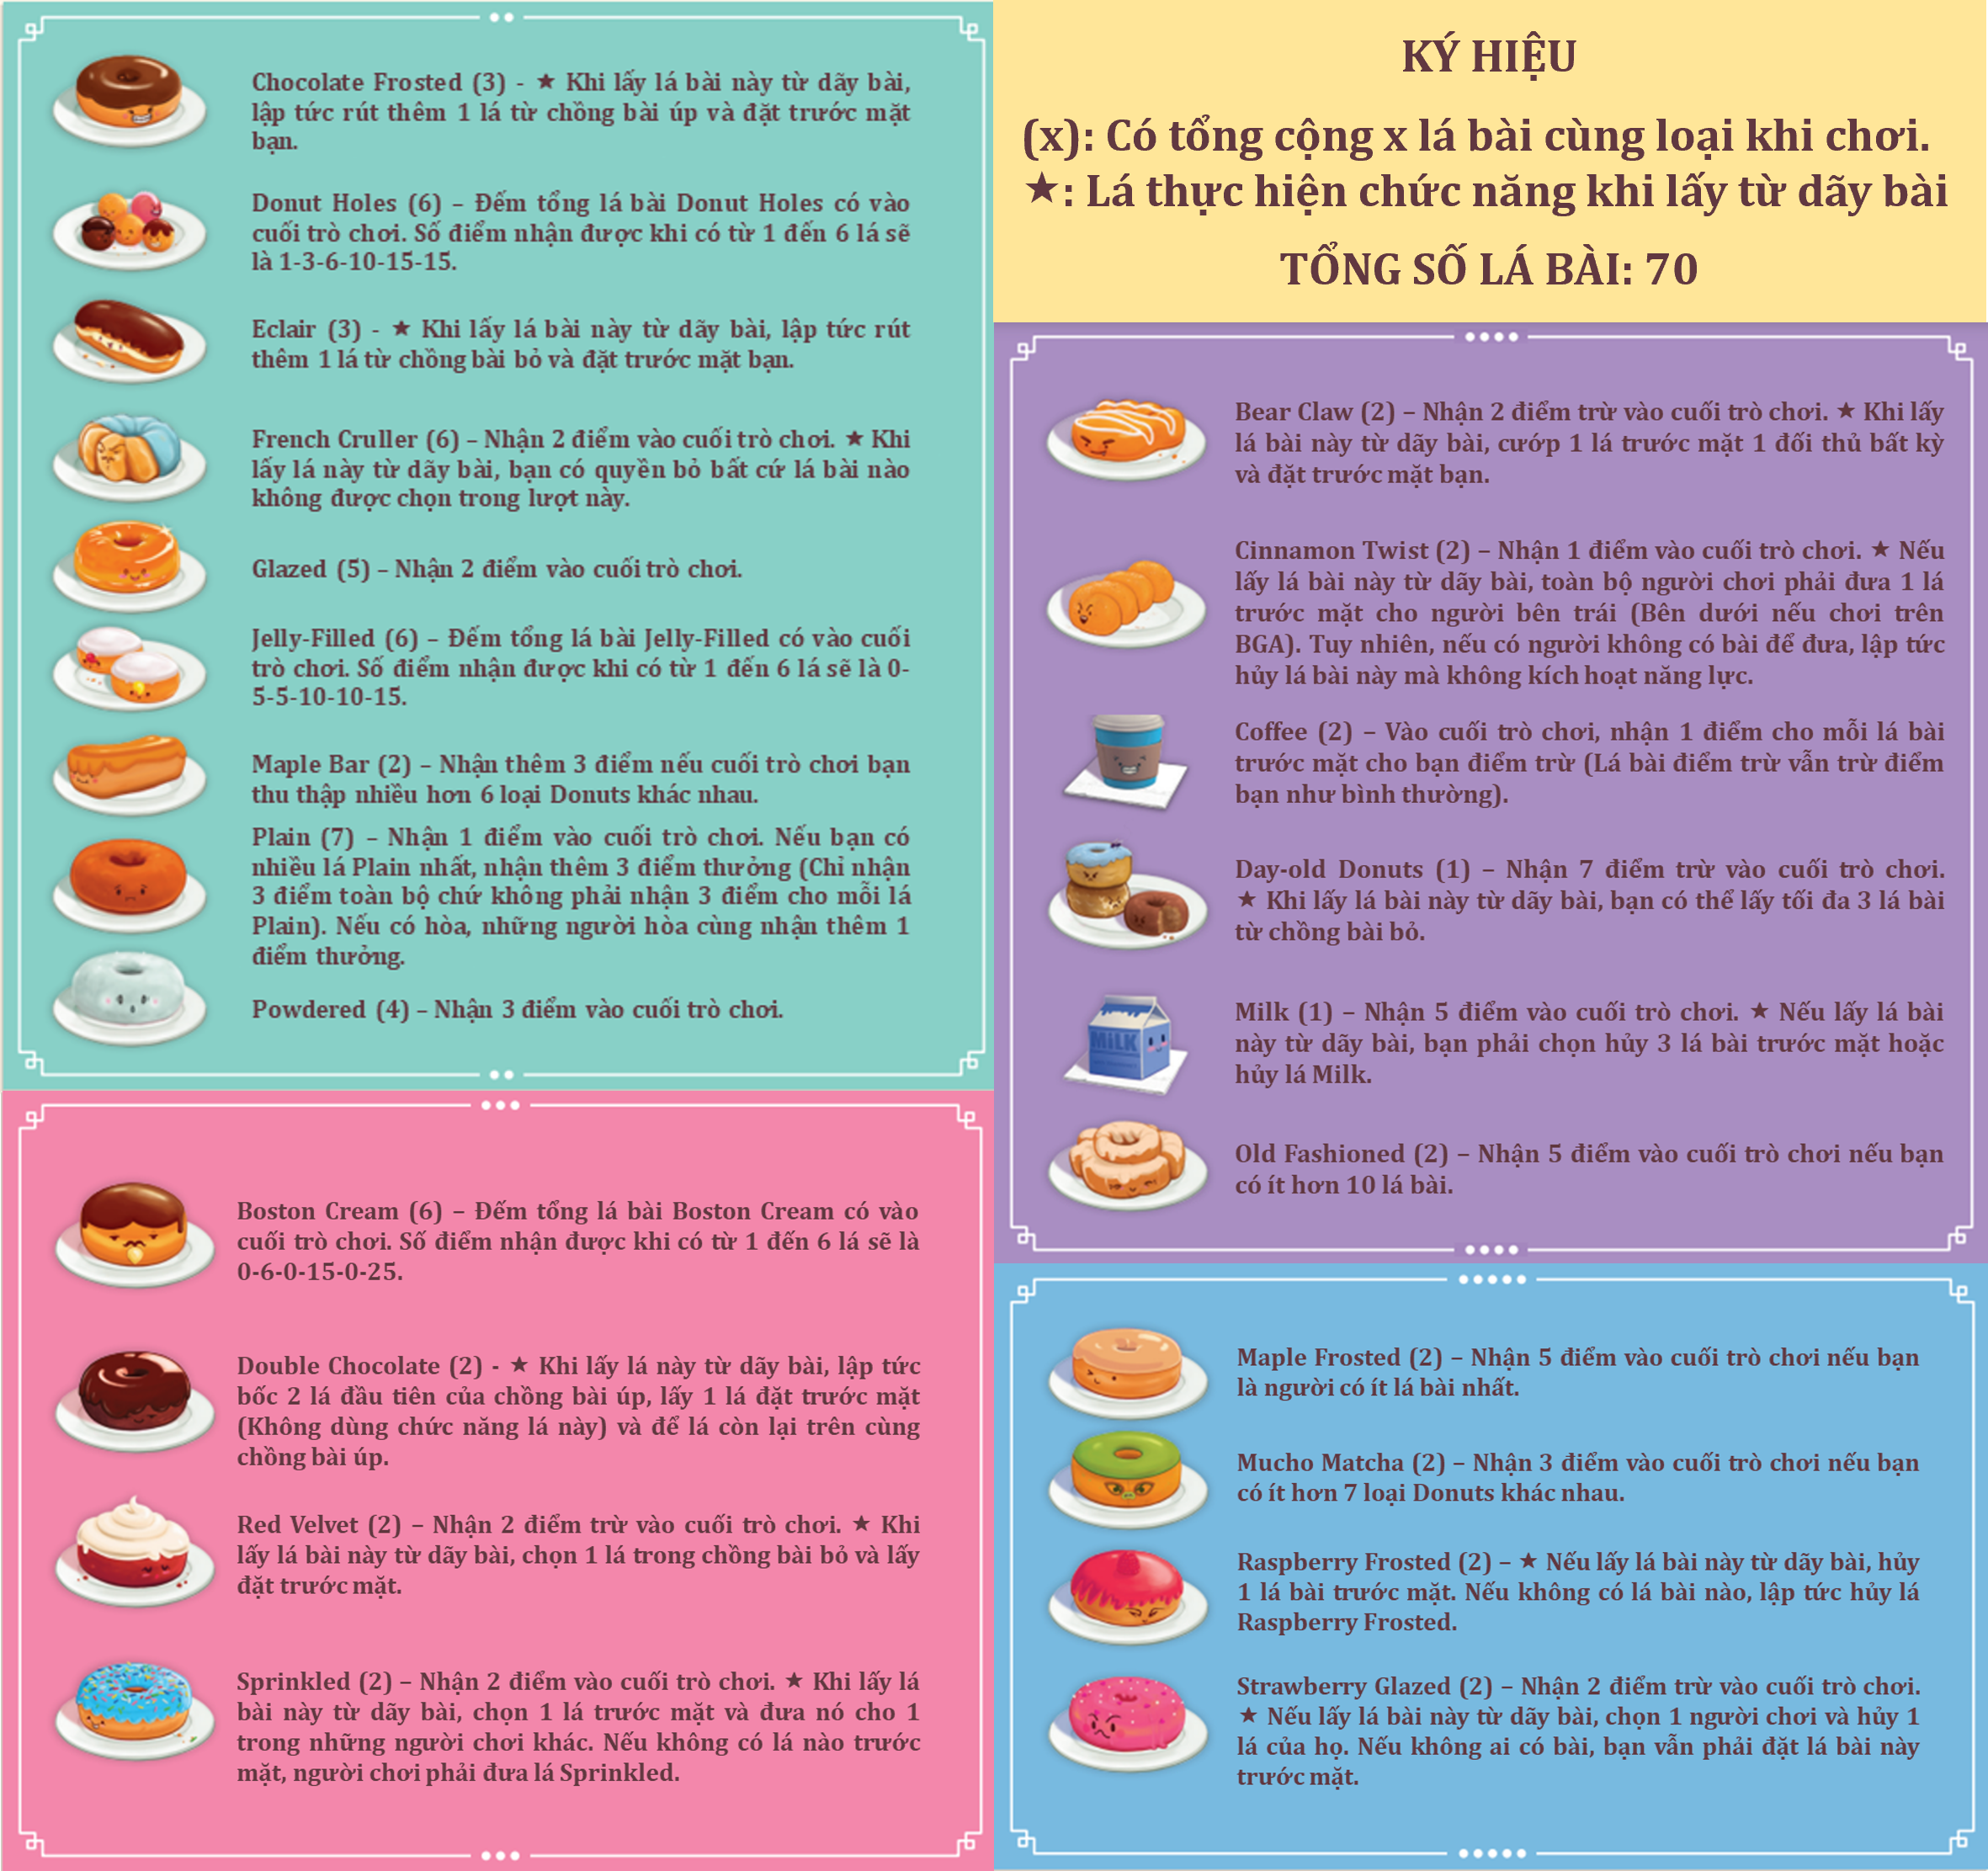 Chocolate Frosted (3) - ★ Khi lấy lá bài này từ dãy bài,
lập tức rút thêm 1 lá từ chồng bài úp và đặt trước mặt
bạn.
Donut Holes (6) – Đếm tổng lá bài Donut Holes có vào
cuối trò chơi. Số điểm nhận được khi có từ 1 đến 6 lá sẽ
là 1-3-6-10-15-15.
Eclair (3) - ★ Khi lấy lá bài này từ dãy bài, lập tức rút
thêm 1 lá từ chồng bài bỏ và đặt trước mặt bạn.
French Cruller (6) – Nhận 2 điểm vào cuối trò chơi. ★ Khi
lấy lá này từ dãy bài, bạn có quyền bỏ bất cứ lá bài nào
không được chọn trong lượt này.
Glazed (5) – Nhận 2 điểm vào cuối trò chơi.
Jelly-Filled (6) – Đếm tổng lá bài Jelly-Filled có vào cuối
trò chơi. Số điểm nhận được khi có từ 1 đến 6 lá sẽ là 0-
5-5-10-10-15.
Maple Bar (2) – Nhận thêm 3 điểm nếu cuối trò chơi bạn
thu thập nhiều hơn 6 loại Donuts khác nhau.
Plain (7) – Nhận 1 điểm vào cuối trò chơi. Nếu bạn có
nhiều lá Plain nhất, nhận thêm 3 điểm thưởng (Chỉ nhận
3 điểm toàn bộ chứ không phải nhận 3 điểm cho mỗi lá
Plain). Nếu có hòa, những người hòa cùng nhận thêm 1
điểm thưởng.
Powdered (4) – Nhận 3 điểm vào cuối trò chơi.
Boston Cream (6) – Đếm tổng lá bài Boston Cream có vào
cuối trò chơi. Số điểm nhận được khi có từ 1 đến 6 lá sẽ là
0-6-0-15-0-25.
Double Chocolate (2) - ★ Khi lấy lá này từ dãy bài, lập tức
bốc 2 lá đầu tiên của chồng bài úp, lấy 1 lá đặt trước mặt
(Không dùng chức năng lá này) và để lá còn lại trên cùng
chồng bài úp.
Red Velvet (2) – Nhận 2 điểm trừ vào cuối trò chơi. ★ Khi
lấy lá bài này từ dãy bài, chọn 1 lá trong chồng bài bỏ và lấy
đặt trước mặt.
Sprinkled (2) – Nhận 2 điểm vào cuối trò chơi. ★ Khi lấy lá
bài này từ dãy bài, chọn 1 lá trước mặt và đưa nó cho 1
trong những người chơi khác. Nếu không có lá nào trước
mặt, người chơi phải đưa lá Sprinkled.
KÝ HIỆU
(x): Có tổng cộng x lá bài cùng loại khi chơi.
★: Lá thực hiện chức năng khi lấy từ dãy bài
TỔNG SỐ LÁ BÀI: 70
Bear Claw (2) – Nhận 2 điểm trừ vào cuối trò chơi. ★ Khi lấy
lá bài này từ dãy bài, cướp 1 lá trước mặt 1 đối thủ bất kỳ
và đặt trước mặt bạn.
Cinnamon Twist (2) – Nhận 1 điểm vào cuối trò chơi. ★ Nếu
lấy lá bài này từ dãy bài, toàn bộ người chơi phải đưa 1 lá
trước mặt cho người bên trái (Bên dưới nếu chơi trên
BGA). Tuy nhiên, nếu có người không có bài để đưa, lập tức
hủy lá bài này mà không kích hoạt năng lực.
Coffee (2) – Vào cuối trò chơi, nhận 1 điểm cho mỗi lá bài
trước mặt cho bạn điểm trừ (Lá bài điểm trừ vẫn trừ điểm
bạn như bình thường).
Day-old Donuts (1) – Nhận 7 điểm trừ vào cuối trò chơi.
★ Khi lấy lá bài này từ dãy bài, bạn có thể lấy tối đa 3 lá bài
từ chồng bài bỏ.
MiLK
Milk (1) – Nhận 5 điểm vào cuối trò chơi. ★ Nếu lấy lá bài
này từ dãy bài, bạn phải chọn hủy 3 lá bài trước mặt hoặc
hủy lá Milk.
Old Fashioned (2) – Nhận 5 điểm vào cuối trò chơi nếu bạn
có ít hơn 10 lá bài.
Maple Frosted (2) – Nhận 5 điểm vào cuối trò chơi nếu bạn
là người có ít lá bài nhất.
Mucho Matcha (2) – Nhận 3 điểm vào cuối trò chơi nếu bạn
có ít hơn 7 loại Donuts khác nhau.
Raspberry Frosted (2) – ★ Nếu lấy lá bài này từ dãy bài, hủy
1 lá bài trước mặt. Nếu không có lá bài nào, lập tức hủy lá
Raspberry Frosted.
Strawberry Glazed (2) – Nhận 2 điểm trừ vào cuối trò chơi.
★ Nếu lấy lá bài này từ dãy bài, chọn 1 người chơi và hủy 1
lá của họ. Nếu không ai có bài, bạn vẫn phải đặt lá bài này
trước mặt.